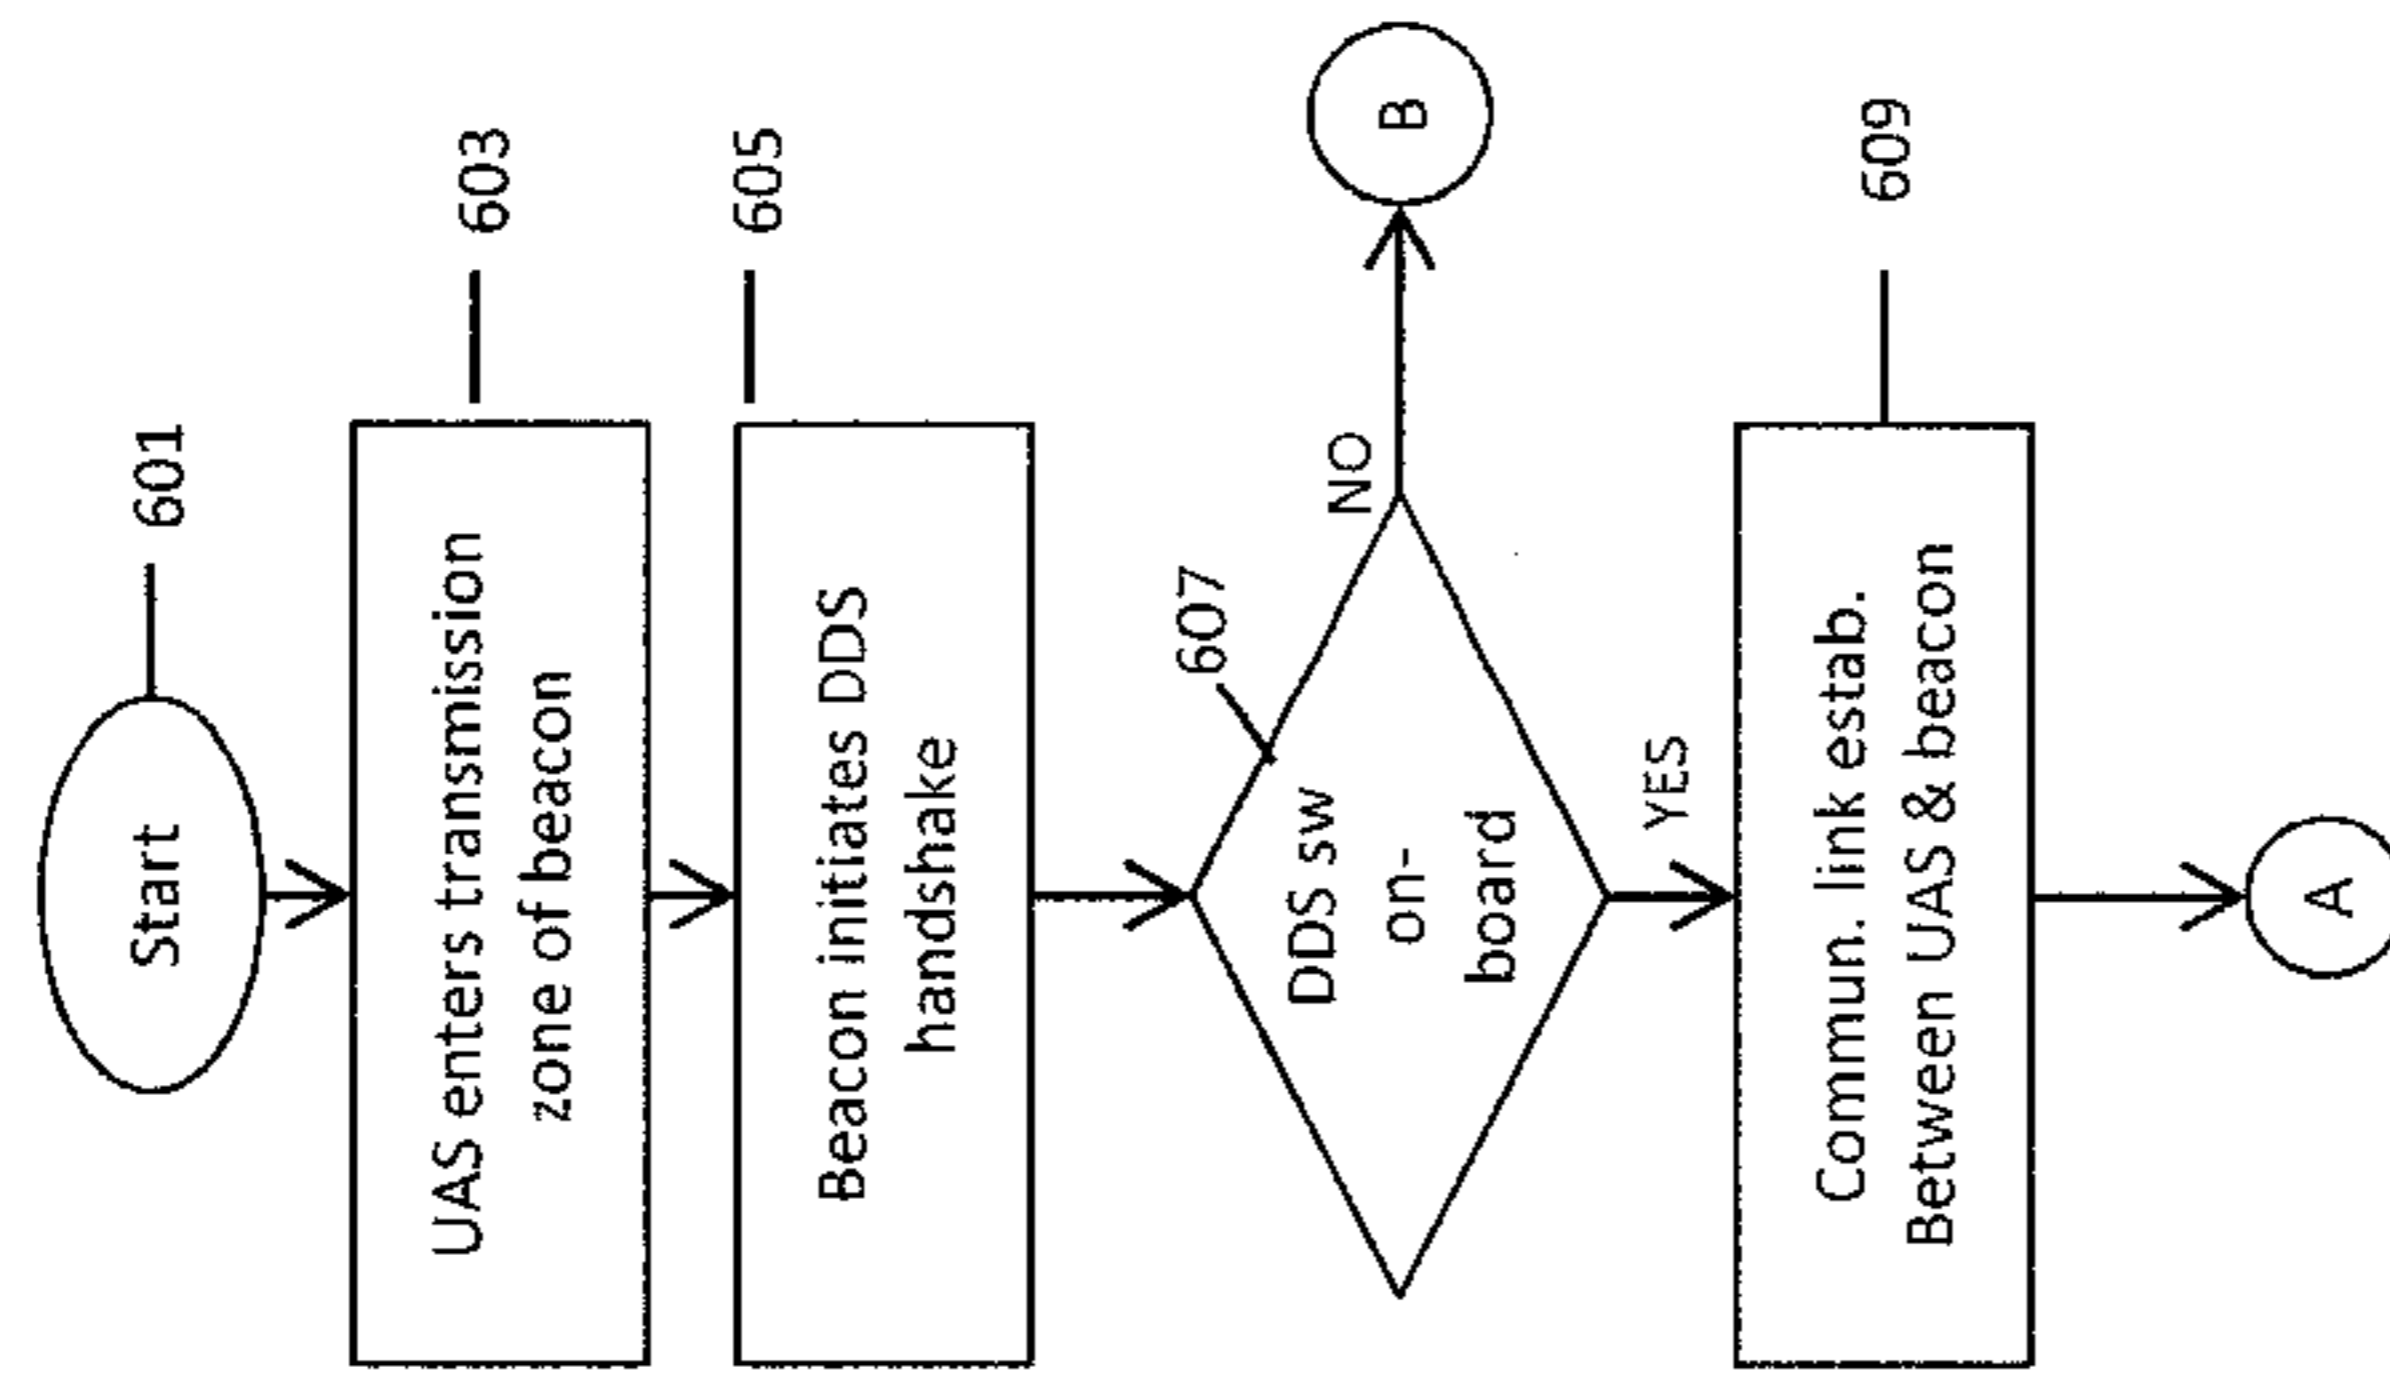 Start
601
UAS enters transmission
zone of beacon
603
Beacon initiates DDS
handshake
605
DDS sw
on-
board
607
NO
B
YES
Commun. link estab.
Between UAS & beacon
609
A